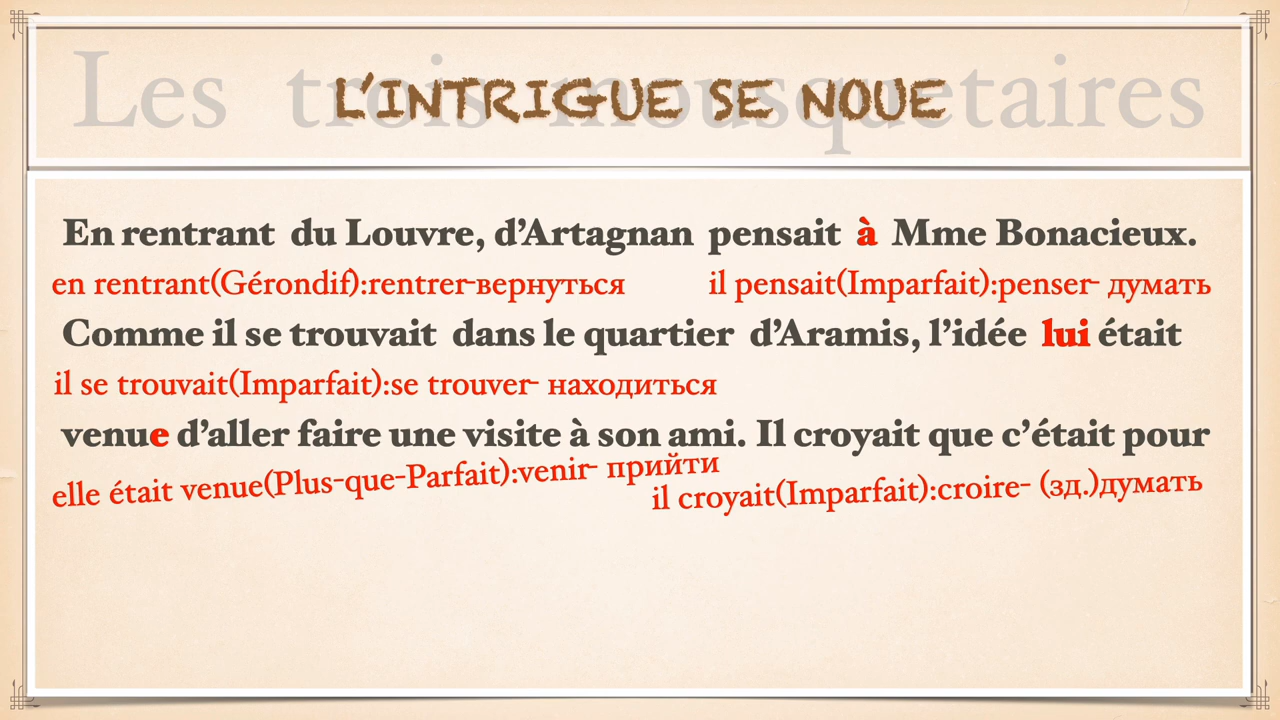 Les trois mousquetaires
L’INTRIGUE SE NOUE
En rentrant du Louvre, d’Artagnan pensait à Mme Bonacieux.
en rentrant(Gérondif):rentrer-вернуться il pensait(Imparfait):penser- думать
Comme il se trouvait dans le quartier d’Aramis, l’idée lui était
il se trouvait(Imparfait):se trouver- находиться
venue d’aller faire une visite à son ami. Il croyait que c’était pour
elle était venue(Plus-que-Parfait):venir- прийти
il croyait(Imparfait):croire- (зд.)думать